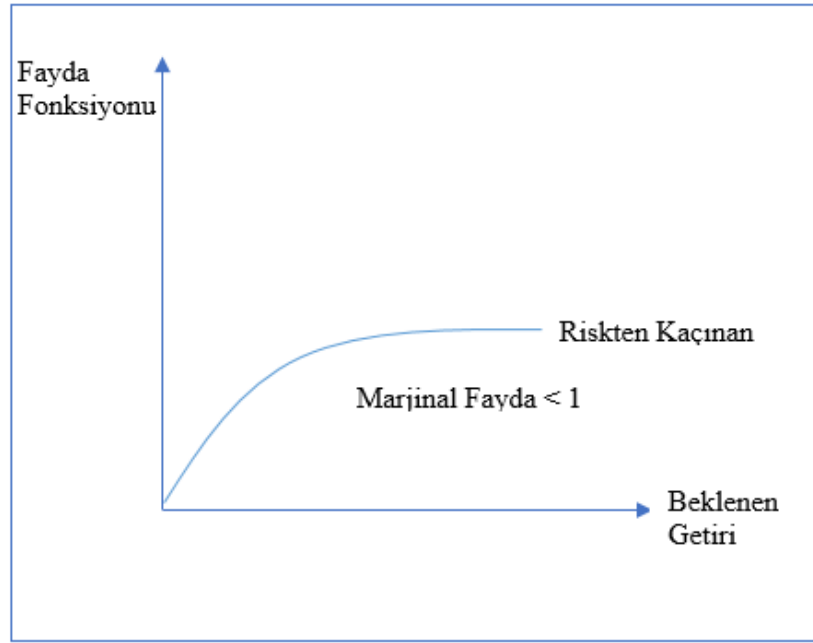 Fayda
Fonksiyonu
Riskten Kaçınan
Marjinal Fayda < 1
Beklenen
Getiri